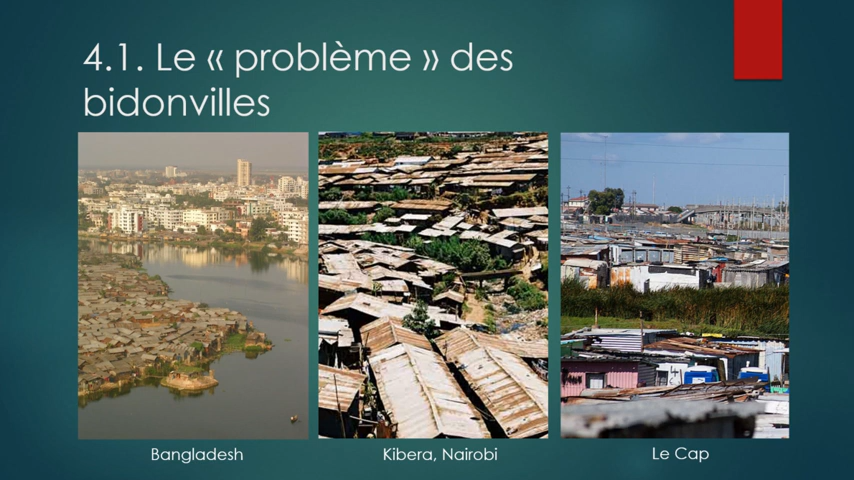 4.1. Le « problème » des
bidonvilles
Bangladesh
Kibera, Nairobi
Le Cap